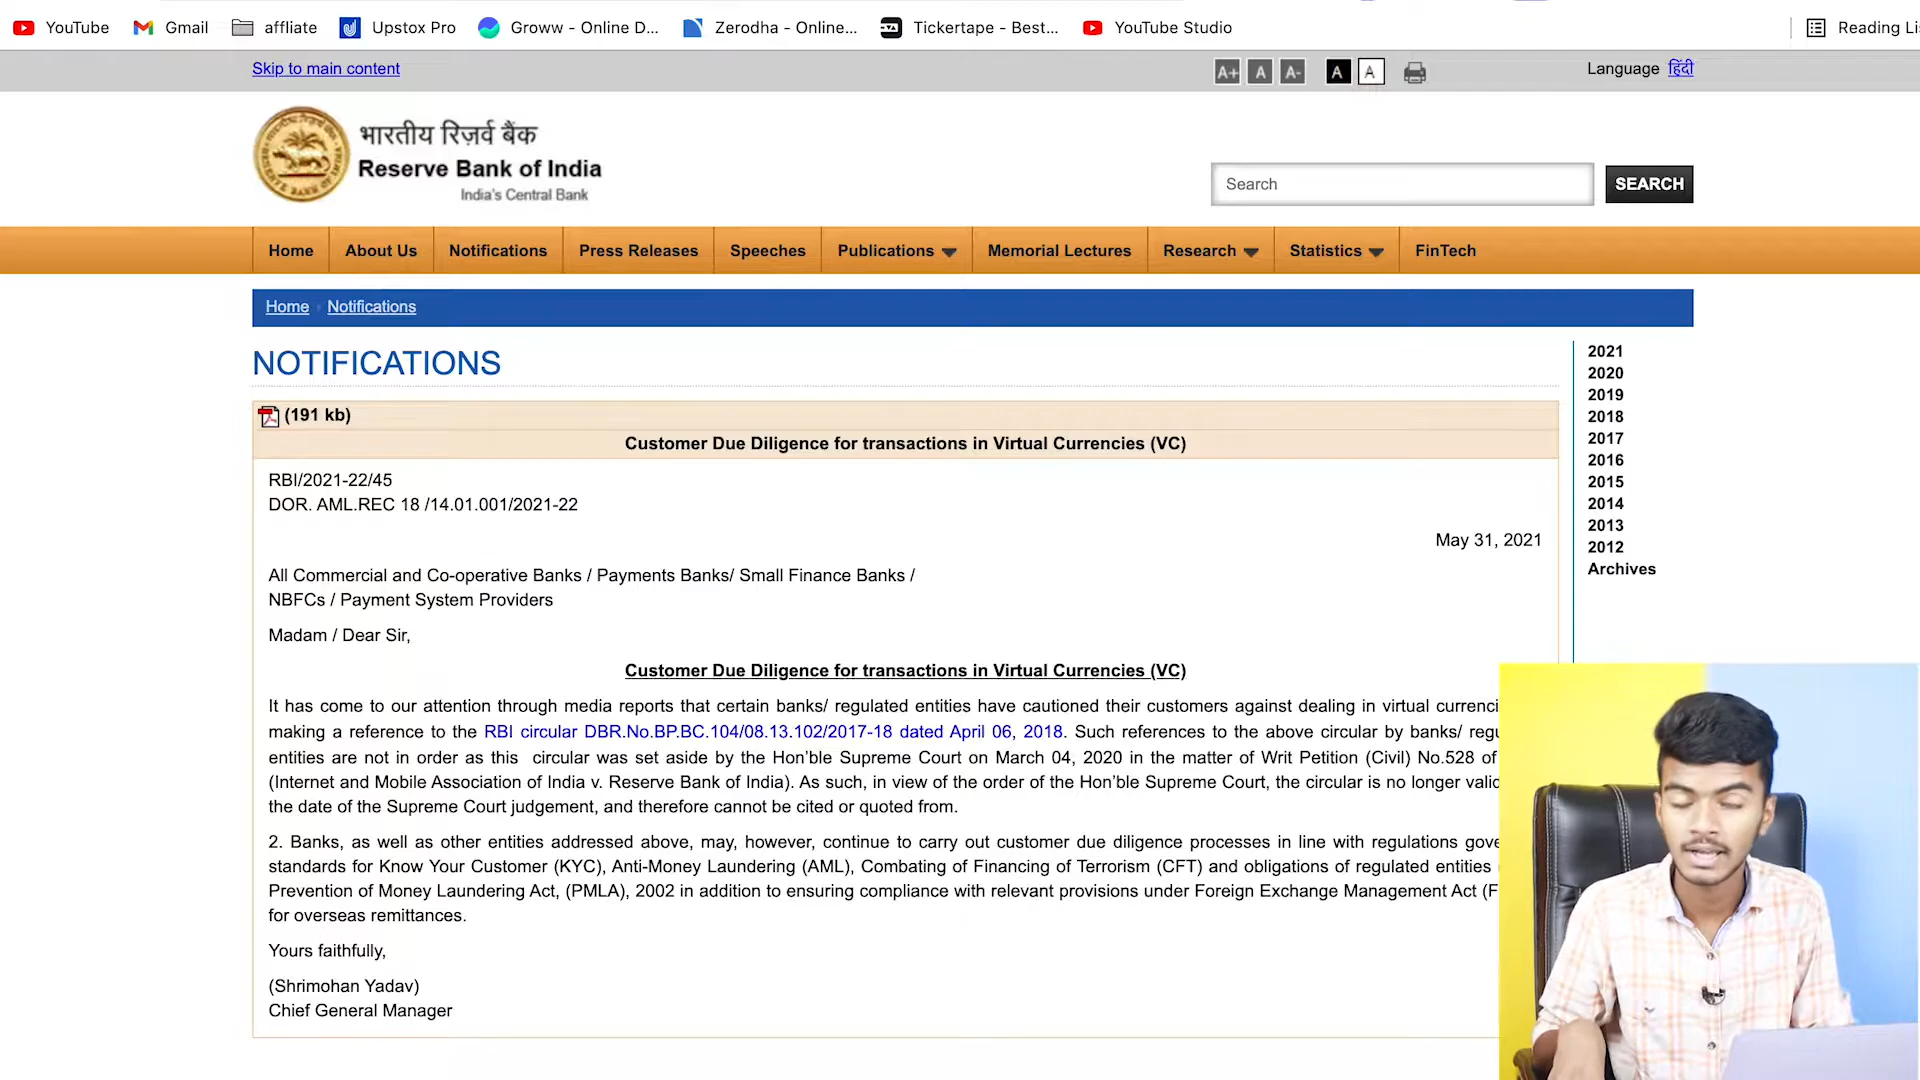 YouTube Gmail affliate Upstox Pro Groww - Online D... Zerodha - Online... Tickertape - Best... YouTube Studio Reading Lis
Skip to main content A+ A A- A A Language हिंदी
भारतीय रिज़र्व बैंक
Reserve Bank of India
India's Central Bank
Search SEARCH
Home About Us Notifications Press Releases Speeches Publications Memorial Lectures Research Statistics FinTech
Home Notifications
NOTIFICATIONS
(191 kb)
Customer Due Diligence for transactions in Virtual Currencies (VC)
RBI/2021-22/45
DOR. AML.REC 18 /14.01.001/2021-22
May 31, 2021
All Commercial and Co-operative Banks / Payments Banks/ Small Finance Banks /
NBFCs / Payment System Providers
Madam / Dear Sir,
Customer Due Diligence for transactions in Virtual Currencies (VC)
It has come to our attention through media reports that certain banks/ regulated entities have cautioned their customers against dealing in virtual currenci
making a reference to the RBI circular DBR.No.BP.BC.104/08.13.102/2017-18 dated April 06, 2018. Such references to the above circular by banks/ regu
entities are not in order as this circular was set aside by the Hon'ble Supreme Court on March 04, 2020 in the matter of Writ Petition (Civil) No.528 of
(Internet and Mobile Association of India v. Reserve Bank of India). As such, in view of the order of the Hon'ble Supreme Court, the circular is no longer valid
the date of the Supreme Court judgement, and therefore cannot be cited or quoted from.
2. Banks, as well as other entities addressed above, may, however, continue to carry out customer due diligence processes in line with regulations gove
standards for Know Your Customer (KYC), Anti-Money Laundering (AML), Combating of Financing of Terrorism (CFT) and obligations of regulated entities
Prevention of Money Laundering Act, (PMLA), 2002 in addition to ensuring compliance with relevant provisions under Foreign Exchange Management Act (F
for overseas remittances.
Yours faithfully,
(Shrimohan Yadav)
Chief General Manager
2021
2020
2019
2018
2017
2016
2015
2014
2013
2012
Archives